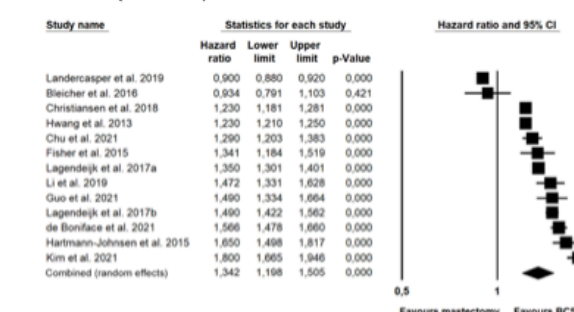 Study name Statistics for each study Hazard ratio and 95% CI
Hazard Lower Upper
ratio limit limit p-Value
Landercasper et al. 2019 0,900 0,880 0,920 0,000
Bleicher et al. 2016 0,934 0,791 1,103 0,421
Christiansen et al. 2018 1,230 1,181 1,281 0,000
Hwang et al. 2013 1,230 1,210 1,250 0,000
Chu et al. 2021 1,290 1,203 1,383 0,000
Fisher et al. 2015 1,341 1,184 1,519 0,000
Lagendeijk et al. 2017a 1,350 1,301 1,401 0,000
Li et al. 2019 1,472 1,331 1,628 0,000
Guo et al. 2021 1,490 1,334 1,664 0,000
Lagendeijk et al. 2017b 1,490 1,422 1,562 0,000
de Boniface et al. 2021 1,566 1,478 1,660 0,000
Hartmann-Johnsen et al. 2015 1,650 1,498 1,817 0,000
Kim et al. 2021 1,800 1,665 1,946 0,000
Combined (random effects) 1,342 1,198 1,505 0,000
0,5 1
Favours mastectomy Favours BCS